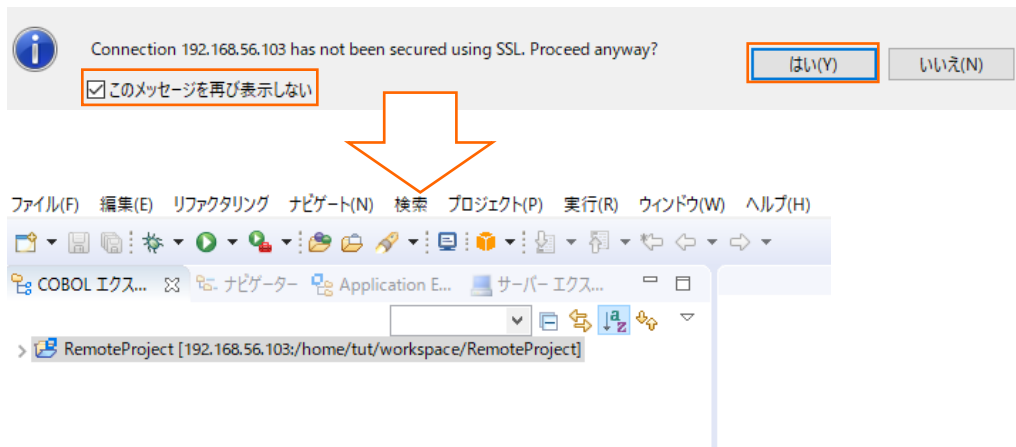 Connection 192.168.56.103 has not been secured using SSL. Proceed anyway?
はい(Y)
いいえ(N)
このメッセージを再び表示しない
ファイル(F) 編集(E) リファクタリング ナビゲート(N) 検索 プロジェクト(P) 実行(R) ウィンドウ(W) ヘルプ(H)
COBOL エクス... ナビゲーター Application E... サーバー エクス...
RemoteProject [192.168.56.103:/home/tut/workspace/RemoteProject]